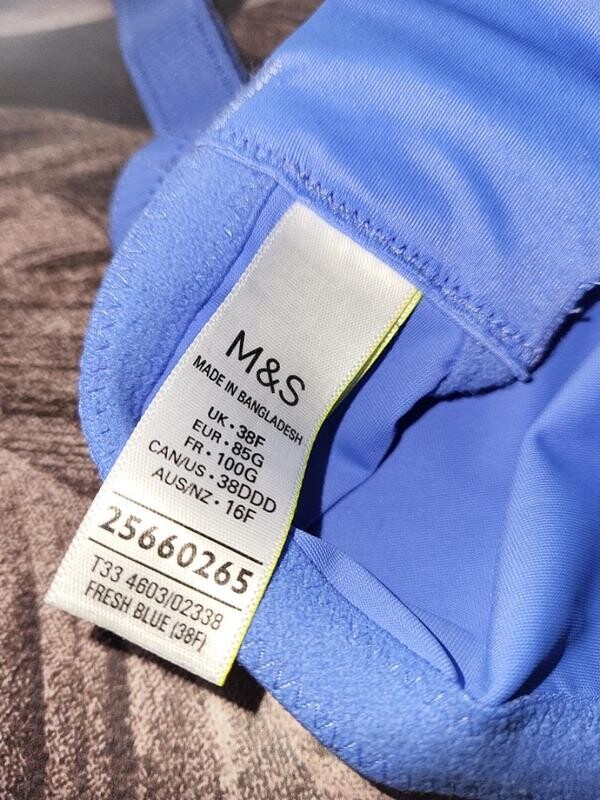 M&S
MADE IN BANGLADESH
UK • 38F
EUR • 85G
FR • 100G
CAN/US • 38DDD
AUS/NZ • 16F
25660265
T33 4603/02338
FRESH BLUE (38F)